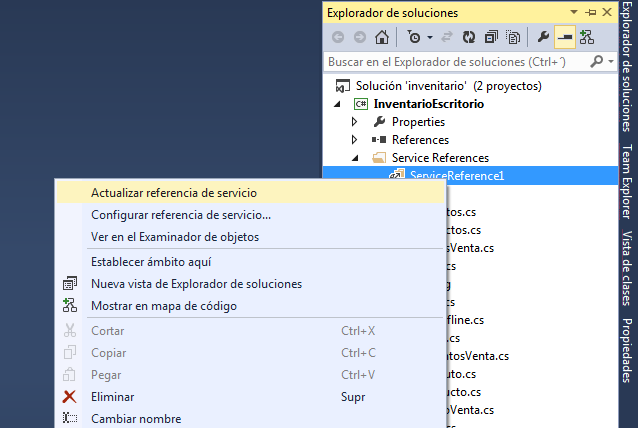 Explorador de soluciones
Buscar en el Explorador de soluciones (Ctrl+´)
Solución 'inventario' (2 proyectos)
C# InventarioEscritorio
Properties
References
Service References
ServiceReference1
Actualizar referencia de servicio
Configurar referencia de servicio...
Ver en el Examinador de objetos
Establecer ámbito aquí
Nueva vista de Explorador de soluciones
Mostrar en mapa de código
Cortar Ctrl+X
Copiar Ctrl+C
Pegar Ctrl+V
Eliminar Supr
Cambiar nombre
tos.cs
ctos.cs
sVenta.cs
cs
g
cs
ffline.cs
.cs
ntosVenta.cs
uto.cs
ducto.cs
oVenta.cs
cs
Explorador de soluciones
Team Explorer
Vista de clases
Propiedades